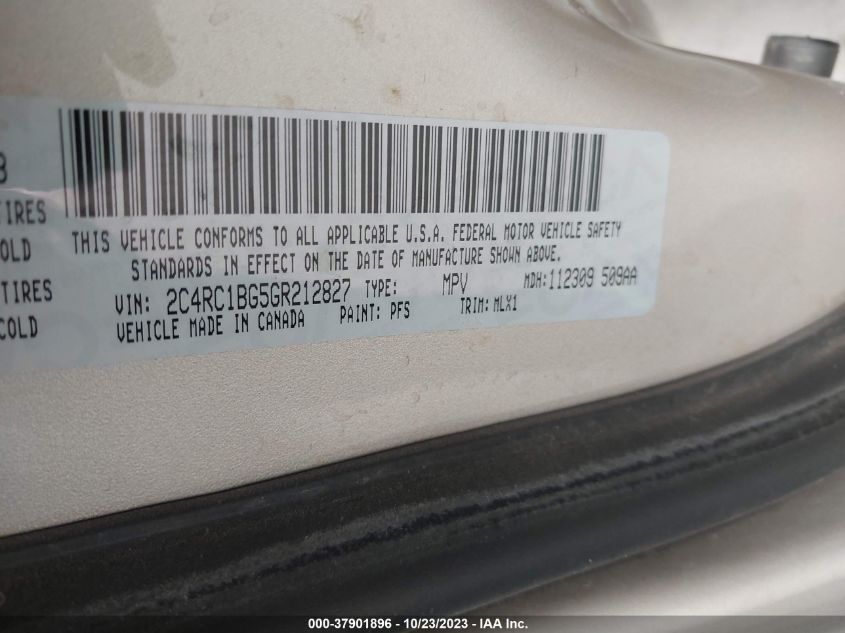 3
TIRES
COLD
TIRES
COLD
THIS VEHICLE CONFORMS TO ALL APPLICABLE U.S.A. FEDERAL MOTOR VEHICLE SAFETY
STANDARDS IN EFFECT ON THE DATE OF MANUFACTURE SHOWN ABOVE.
VIN: 2C4RC1BG5GR212827 TYPE: MPV MDH: 112309 509AA
VEHICLE MADE IN CANADA PAINT: PFS TRIM: MLX1
000-37901896 - 10/23/2023 - IAA Inc.